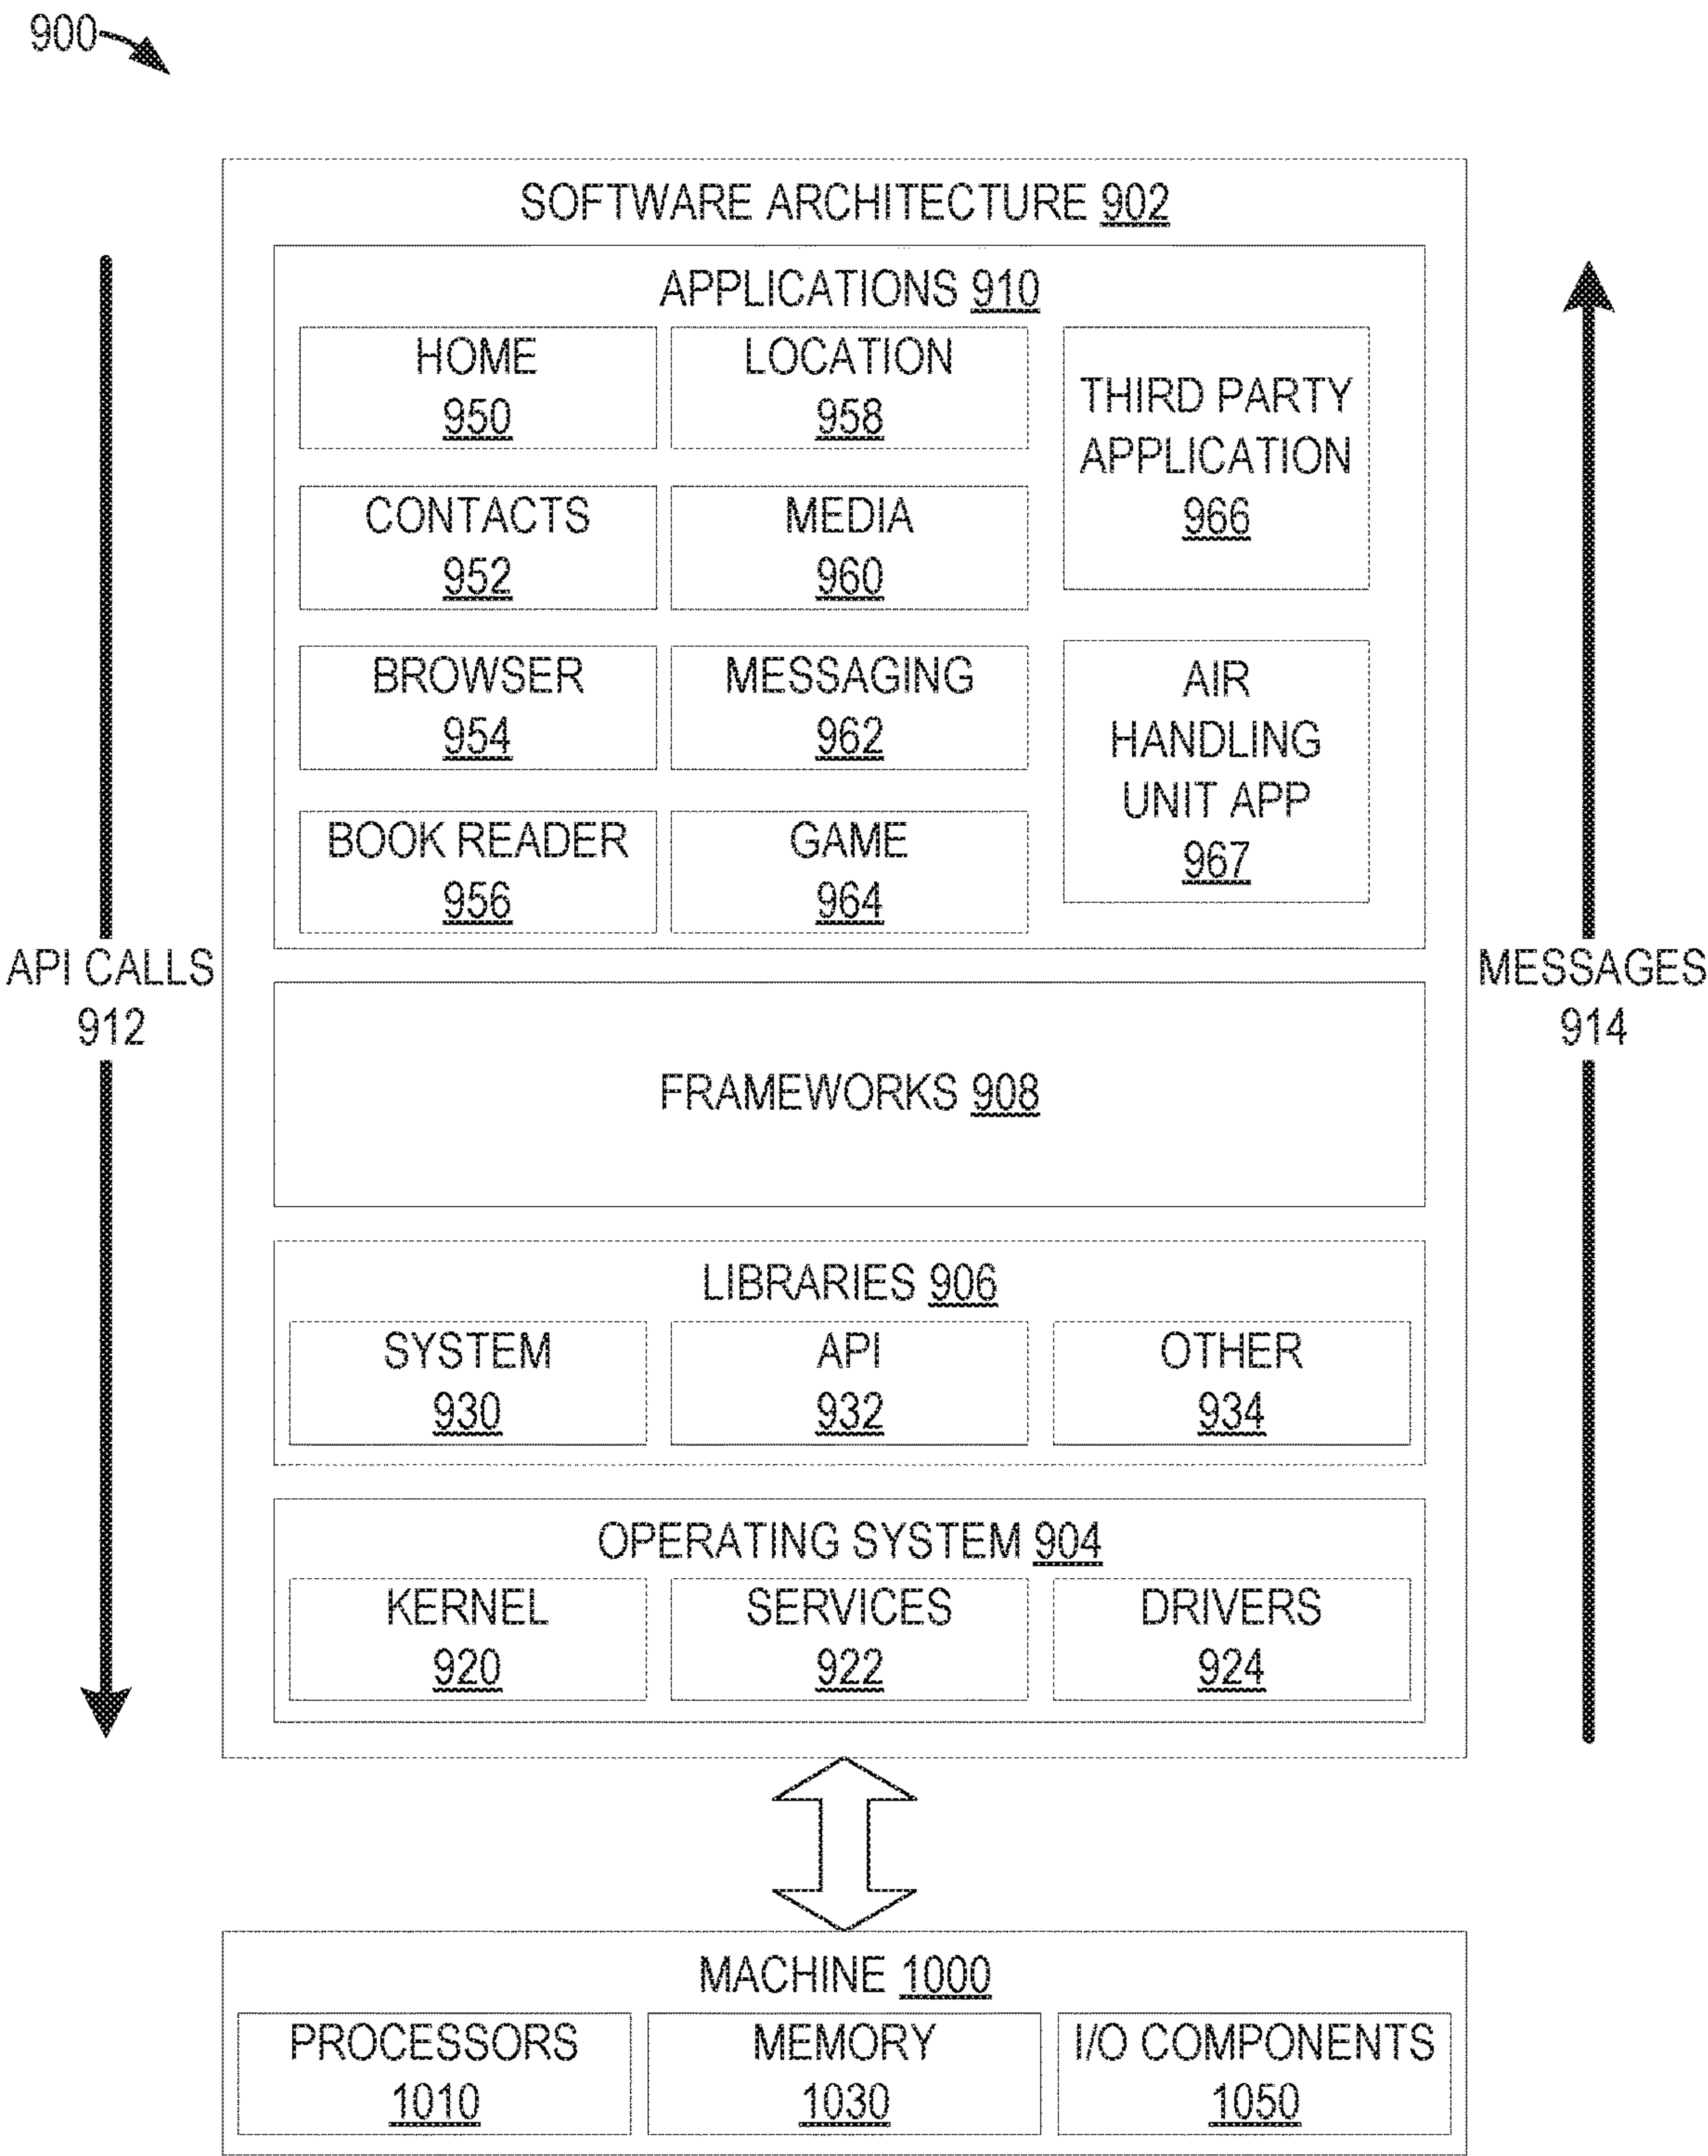 900
SOFTWARE ARCHITECTURE 902
APPLICATIONS 910
HOME
950
LOCATION
958
THIRD PARTY
APPLICATION
966
CONTACTS
952
MEDIA
960
BROWSER
954
MESSAGING
962
AIR
HANDLING
UNIT APP
967
BOOK READER
956
GAME
964
API CALLS
912
MESSAGES
914
FRAMEWORKS 908
LIBRARIES 906
SYSTEM
930
API
932
OTHER
934
OPERATING SYSTEM 904
KERNEL
920
SERVICES
922
DRIVERS
924
MACHINE 1000
PROCESSORS
1010
MEMORY
1030
I/O COMPONENTS
1050